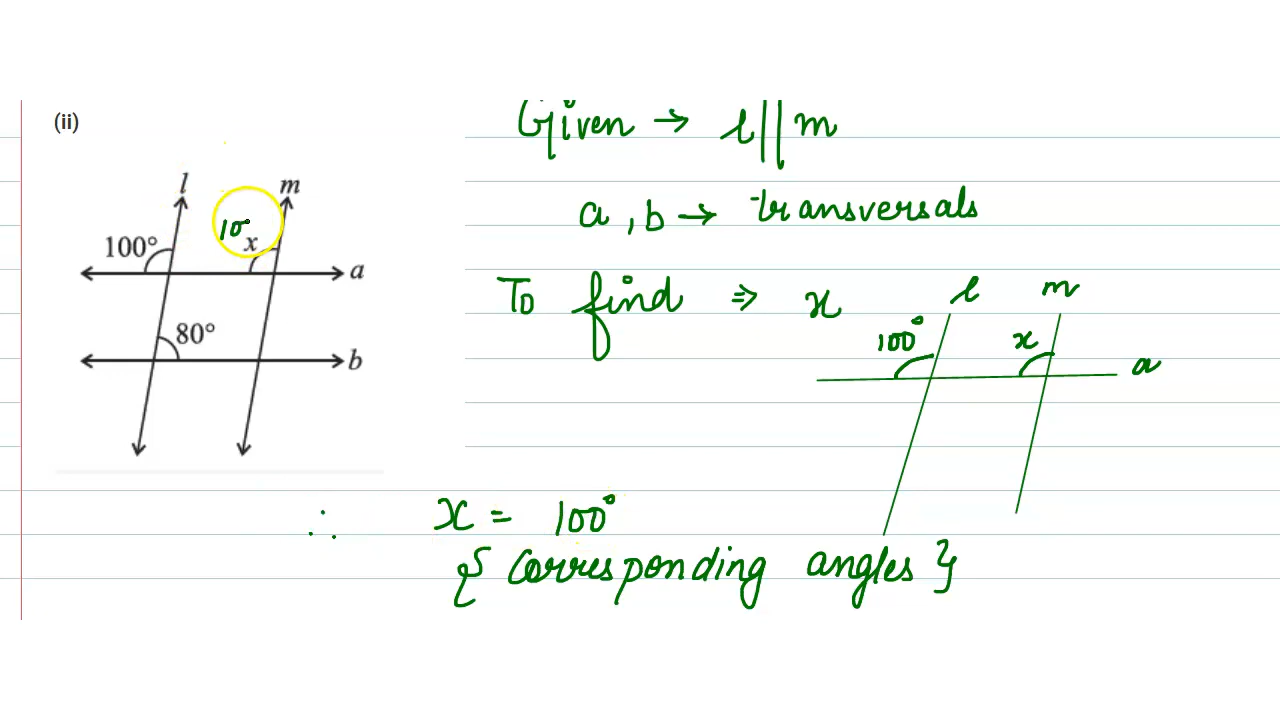 (ii)
Given → l||m
a, b → transversals
To find ⇒ x
l m
100° x a
80° b
10
l m
100° x a
∴ x = 100°
{ Corresponding angles }